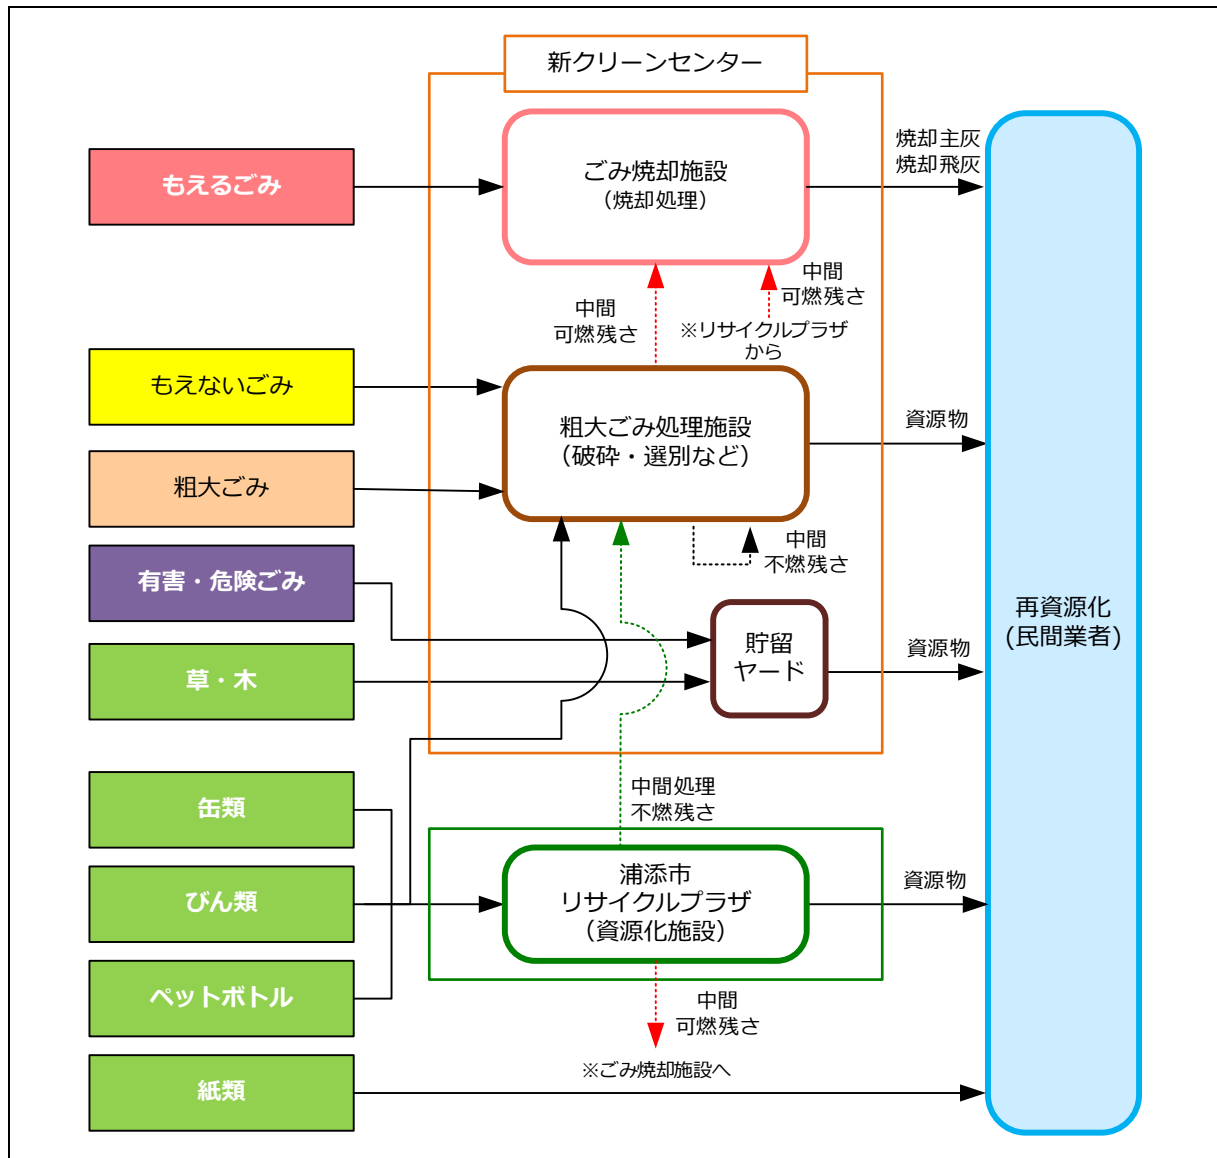 新クリーンセンター
もえるごみ
ごみ焼却施設
（焼却処理）
焼却主灰
焼却飛灰
中間
可燃残さ
中間
可燃残さ
※リサイクルプラザ
から
もえないごみ
粗大ごみ
粗大ごみ処理施設
（破砕・選別など）
資源物
中間
不燃残さ
有害・危険ごみ
草・木
貯留
ヤード
資源物
再資源化
(民間業者)
中間処理
不燃残さ
缶類
びん類
ペットボトル
浦添市
リサイクルプラザ
（資源化施設）
資源物
中間
可燃残さ
※ごみ焼却施設へ
紙類